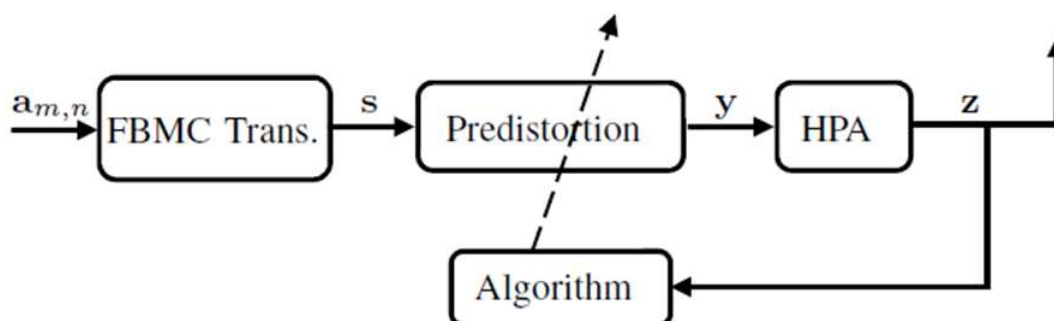 a_{m,n}
FBMC Trans.
s
Predistortion
y
HPA
z
Algorithm